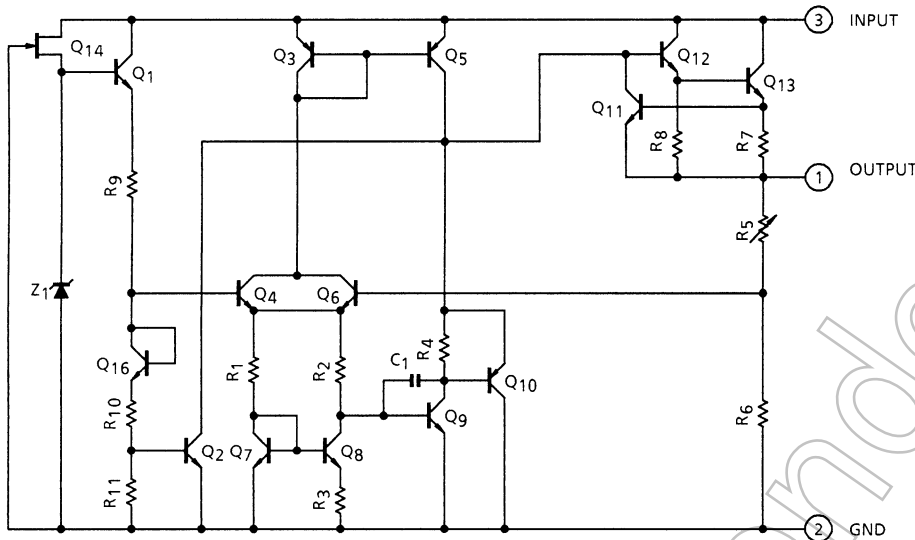 3 INPUT
Q14
Q1
Q3
Q5
Q12
Q13
Q11
R8
R7
1 OUTPUT
R9
R5
Z1
Q4
Q6
Q16
R1
R2
C1
R4
Q10
R10
Q9
R6
Q2
Q7
Q8
R11
R3
2 GND